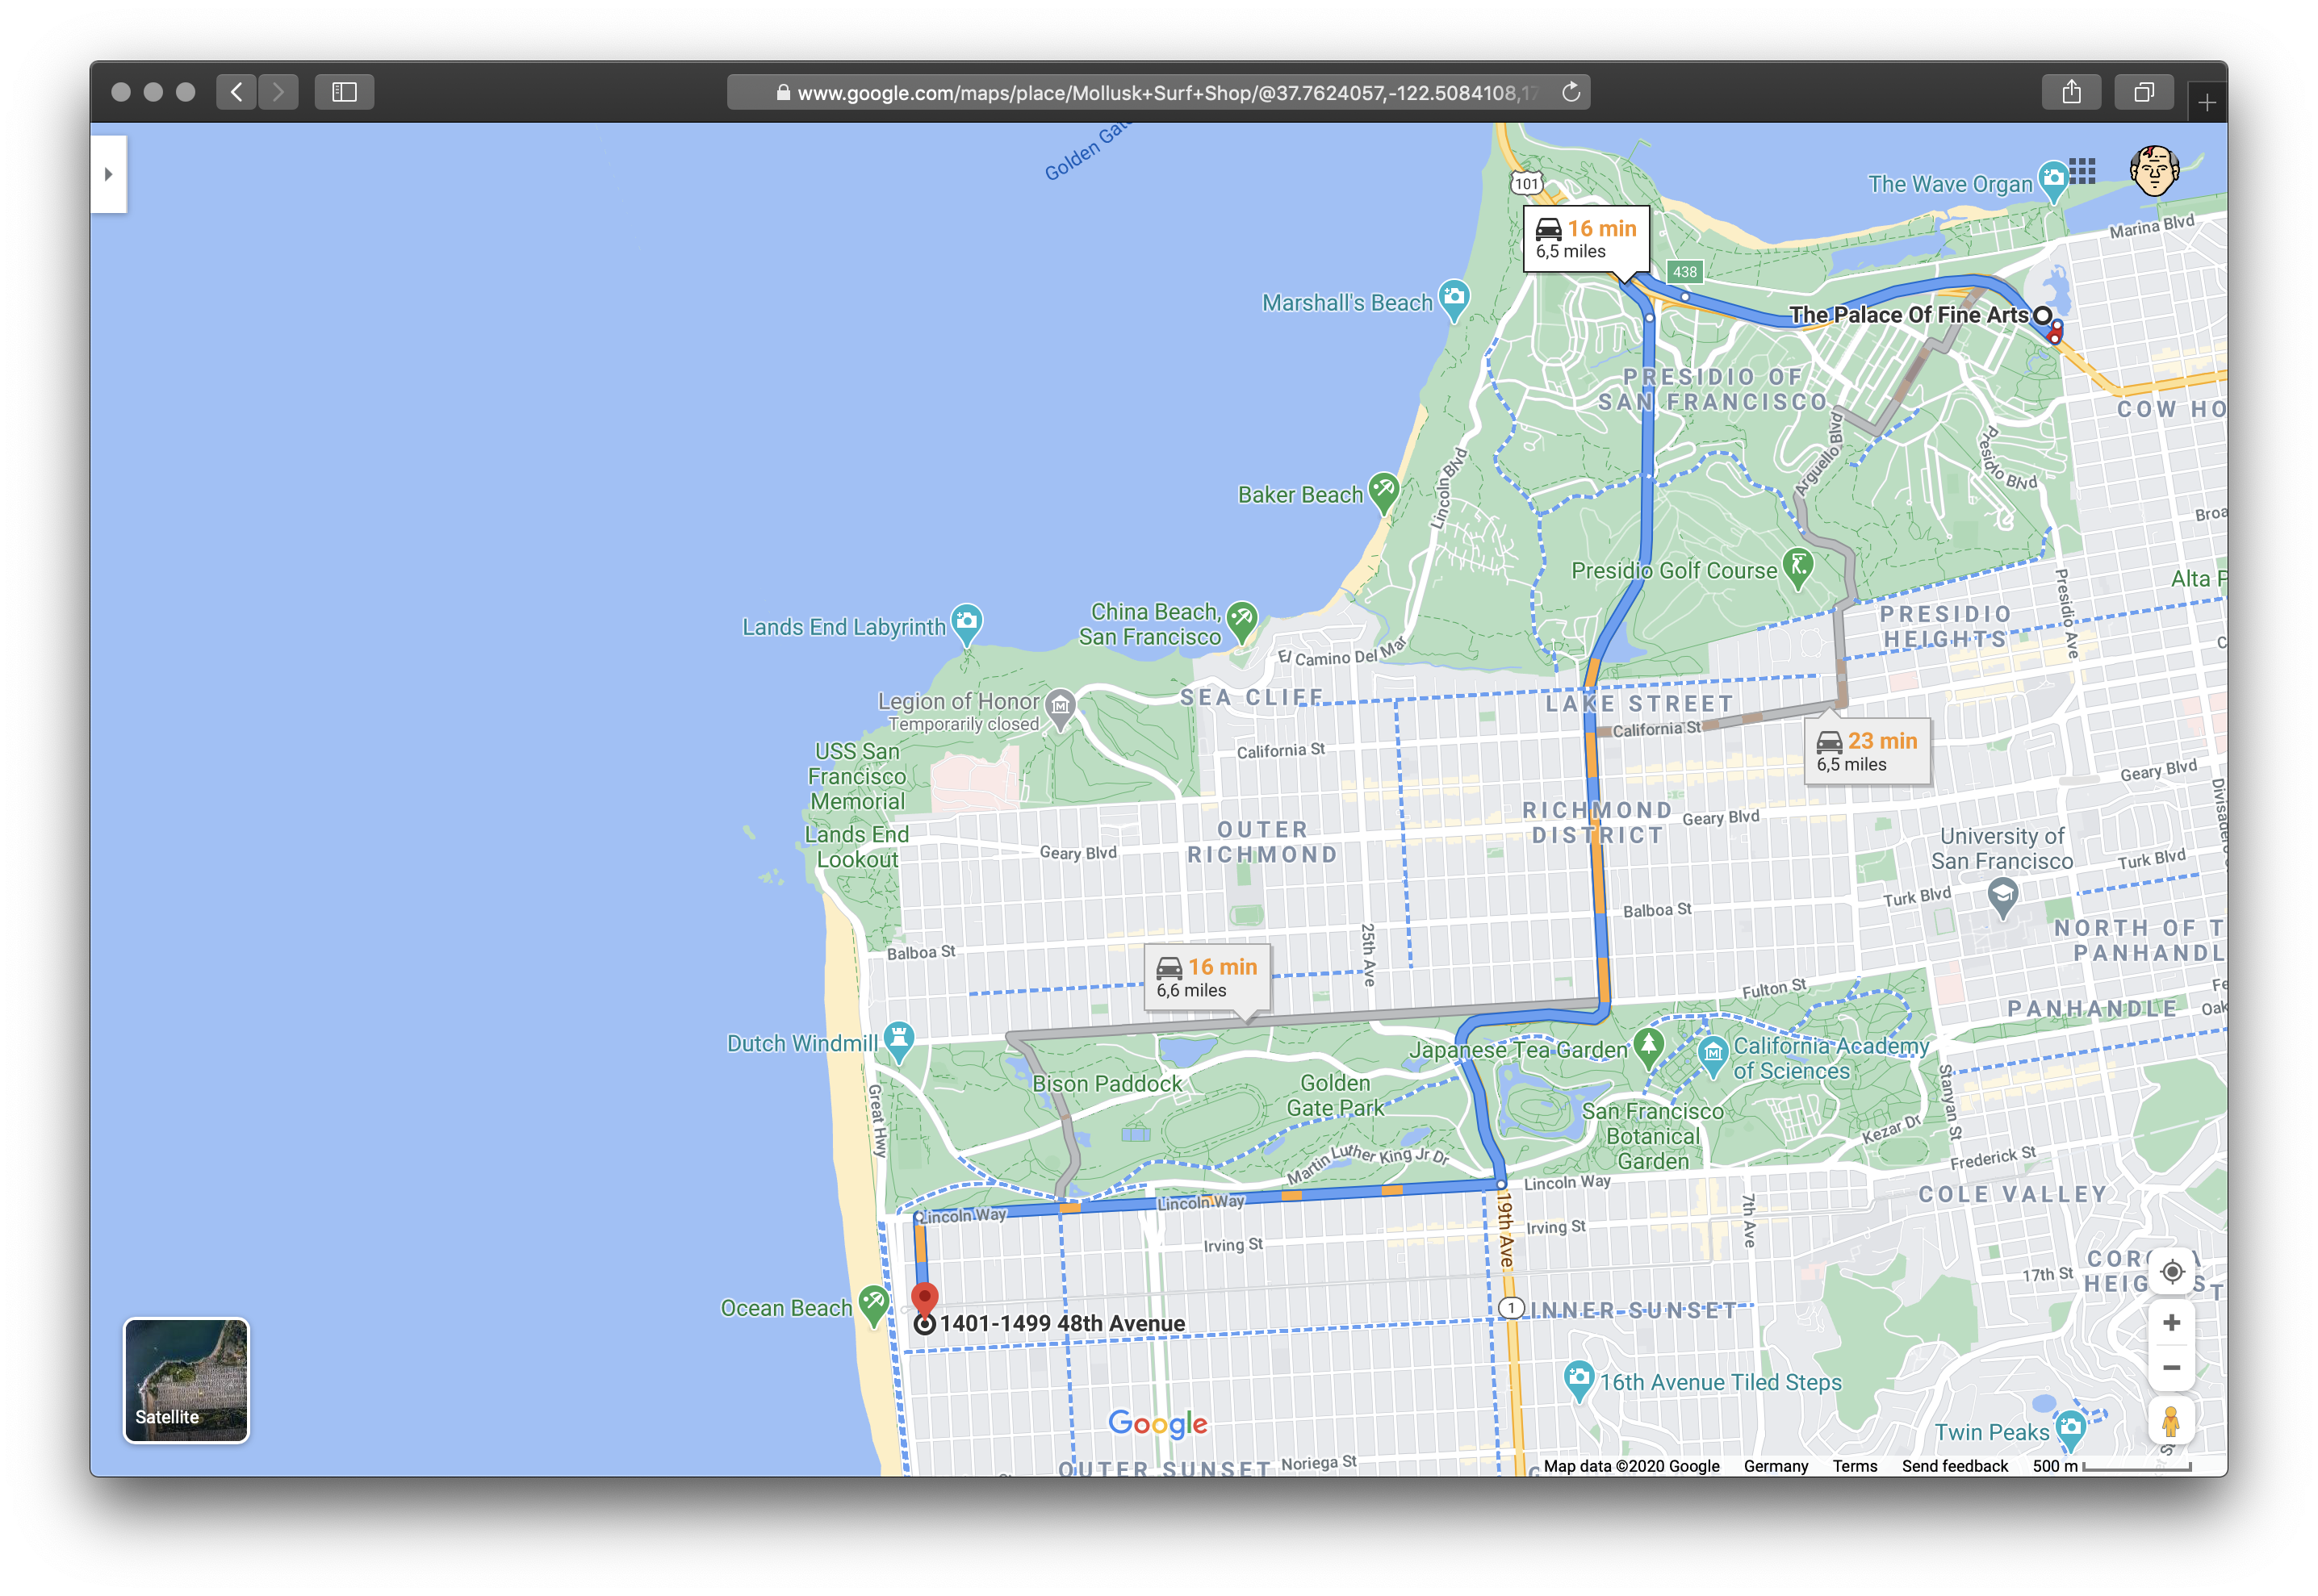 www.google.com/maps/place/Mollusk+Surf+Shop/@37.7624057,-122.5084108,17
Golden Gate
101
The Wave Organ
Marina Blvd
16 min
6,5 miles
438
Marshall's Beach
The Palace Of Fine Arts
PRESIDIO OF
SAN FRANCISCO
COW HO
Arguello Blvd
Presidio Blvd
Lincoln Blvd
Baker Beach
Broa
Presidio Golf Course
Alta P
Presidio Ave
PRESIDIO
HEIGHTS
China Beach,
San Francisco
Lands End Labyrinth
El Camino Del Mar
C
SEA CLIFF
LAKE STREET
Legion of Honor
Temporarily closed
California St
California St
23 min
6,5 miles
USS San
Francisco
Memorial
Geary Blvd
Divisade
RICHMOND
DISTRICT
Geary Blvd
OUTER
RICHMOND
Lands End
Lookout
Geary Blvd
University of
San Francisco
Turk Blvd
Turk Blvd
Balboa St
25th Ave
NORTH OF T
PANHANDL
Balboa St
16 min
6,6 miles
Fulton St
Fe
PANHANDLE
Oak
Dutch Windmill
Japanese Tea Garden
California Academy
of Sciences
Bison Paddock
Golden
Gate Park
Stanyan St
Great Hwy
San Francisco
Botanical
Garden
Kezar Dr
Martin Luther King Jr Dr
Frederick St
Lincoln Way
Lincoln Way
Lincoln Way
COLE VALLEY
19th Ave
7th Ave
Irving St
Irving St
17th St
Ocean Beach
1401-1499 48th Avenue
1
INNER SUNSET
16th Avenue Tiled Steps
Satellite
Google
Twin Peaks
OUTER SUNSET
Noriega St
Map data ©2020 Google
Germany
Terms
Send feedback
500 m